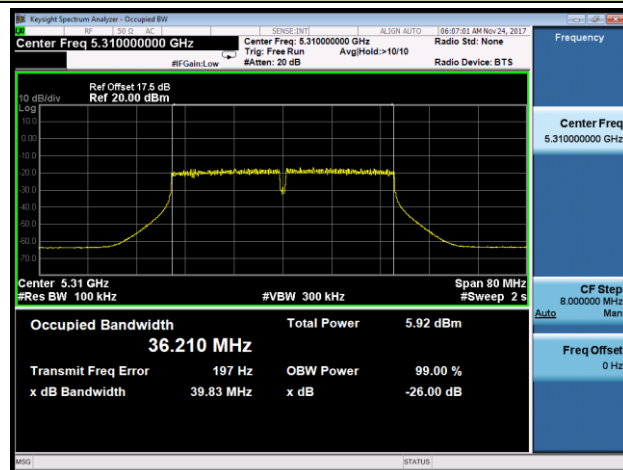 Keysight Spectrum Analyzer - Occupied BW
RF 50 Ω AC SENSE:INT ALIGN AUTO 06:07:01 AM Nov 24, 2017
Center Freq 5.310000000 GHz
Center Freq: 5.310000000 GHz
Radio Std: None
Trig: Free Run Avg|Hold:>10/10
#IFGain:Low #Atten: 20 dB Radio Device: BTS
Frequency
Ref Offset 17.5 dB
10 dB/div Ref 20.00 dBm
Log
10.0
0.00
-10.0
-20.0
-30.0
-40.0
-50.0
-60.0
-70.0
Center 5.31 GHz Span 80 MHz
#Res BW 100 kHz #VBW 300 kHz #Sweep 2 s
Center Freq
5.310000000 GHz
CF Step
8.000000 MHz
Auto Man
Freq Offset
0 Hz
Occupied Bandwidth Total Power 5.92 dBm
36.210 MHz
Transmit Freq Error 197 Hz OBW Power 99.00 %
x dB Bandwidth 39.83 MHz x dB -26.00 dB
MSG STATUS